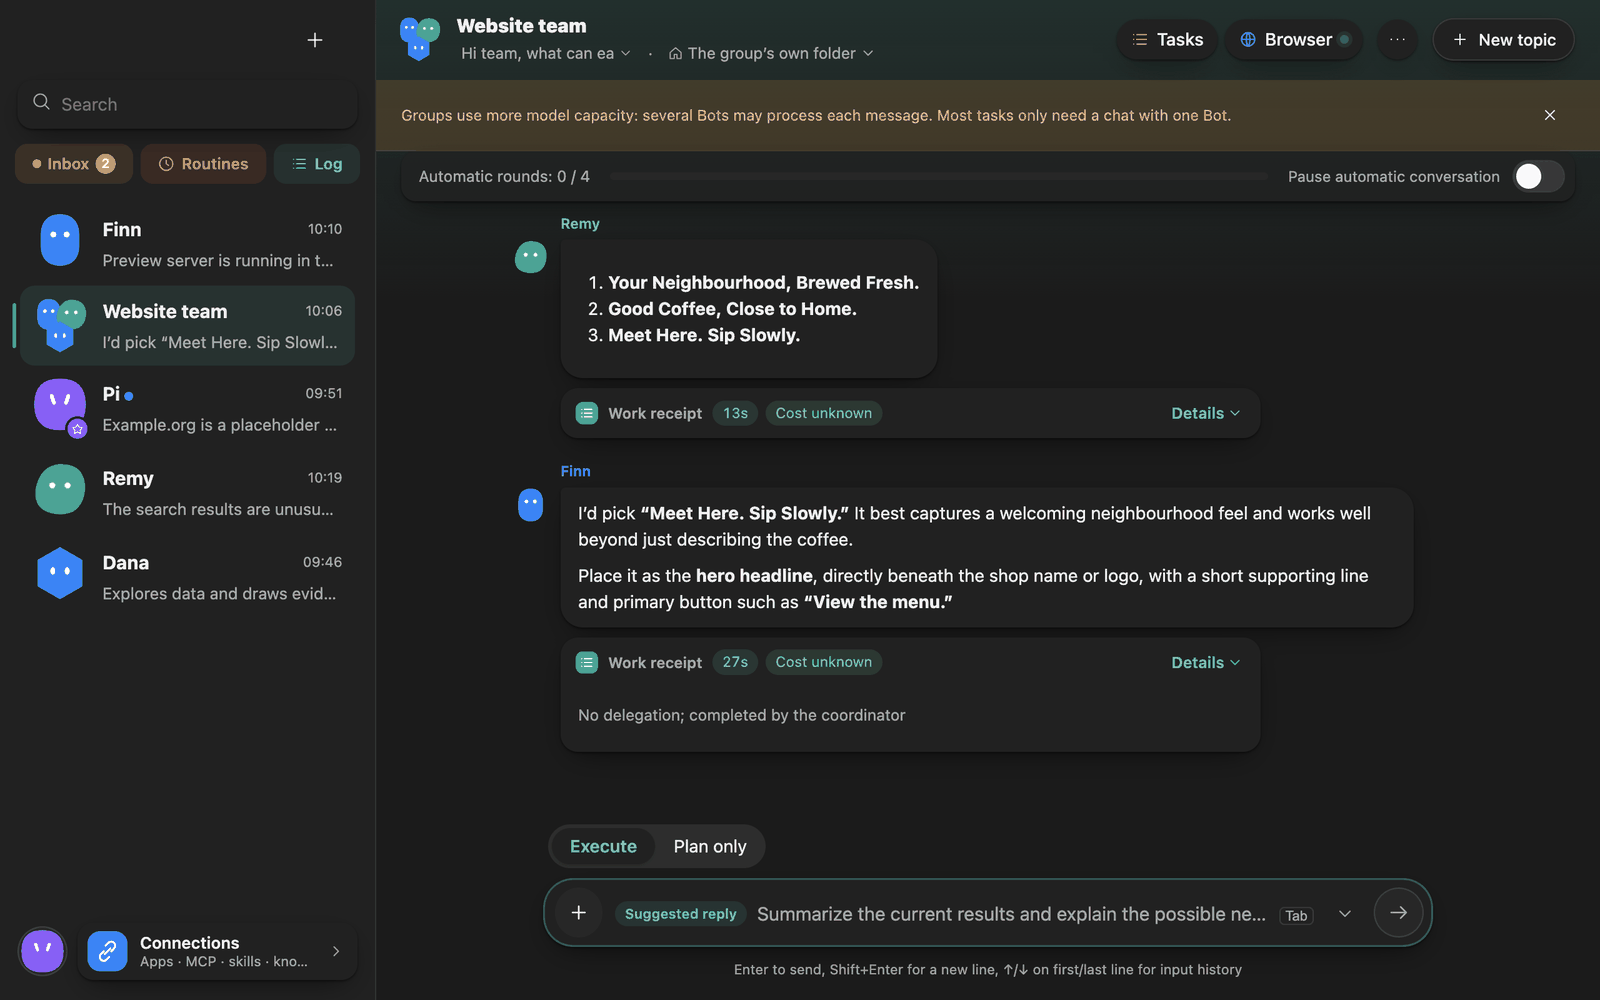 Search
Inbox 2
Routines
Log
Finn 10:10
Preview server is running in t...
Website team 10:06
I’d pick “Meet Here. Sip Slowl...
Pi 09:51
Example.org is a placeholder ...
Remy 10:19
The search results are unusu...
Dana 09:46
Explores data and draws evid...
Connections
Apps · MCP · skills · kno...
Website team
Hi team, what can ea · The group’s own folder
Tasks
Browser
New topic
Groups use more model capacity: several Bots may process each message. Most tasks only need a chat with one Bot.
Automatic rounds: 0 / 4
Pause automatic conversation
Remy
1. Your Neighbourhood, Brewed Fresh.
2. Good Coffee, Close to Home.
3. Meet Here. Sip Slowly.
Work receipt 13s Cost unknown Details
Finn
I’d pick “Meet Here. Sip Slowly.” It best captures a welcoming neighbourhood feel and works well
beyond just describing the coffee.
Place it as the hero headline, directly beneath the shop name or logo, with a short supporting line
and primary button such as “View the menu.”
Work receipt 27s Cost unknown Details
No delegation; completed by the coordinator
Execute Plan only
Suggested reply Summarize the current results and explain the possible ne... Tab
Enter to send, Shift+Enter for a new line, ↑/↓ on first/last line for input history